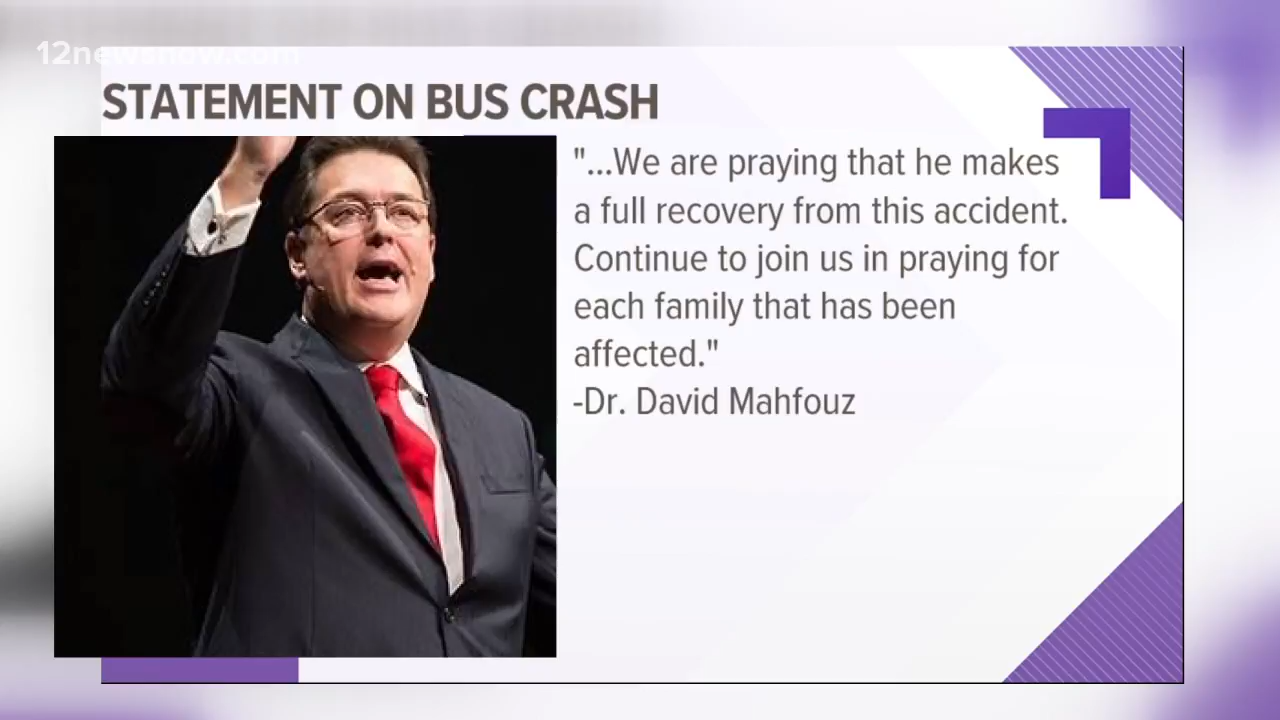 12newsnow.com
STATEMENT ON BUS CRASH
"...We are praying that he makes
a full recovery from this accident.
Continue to join us in praying for
each family that has been
affected."
-Dr. David Mahfouz